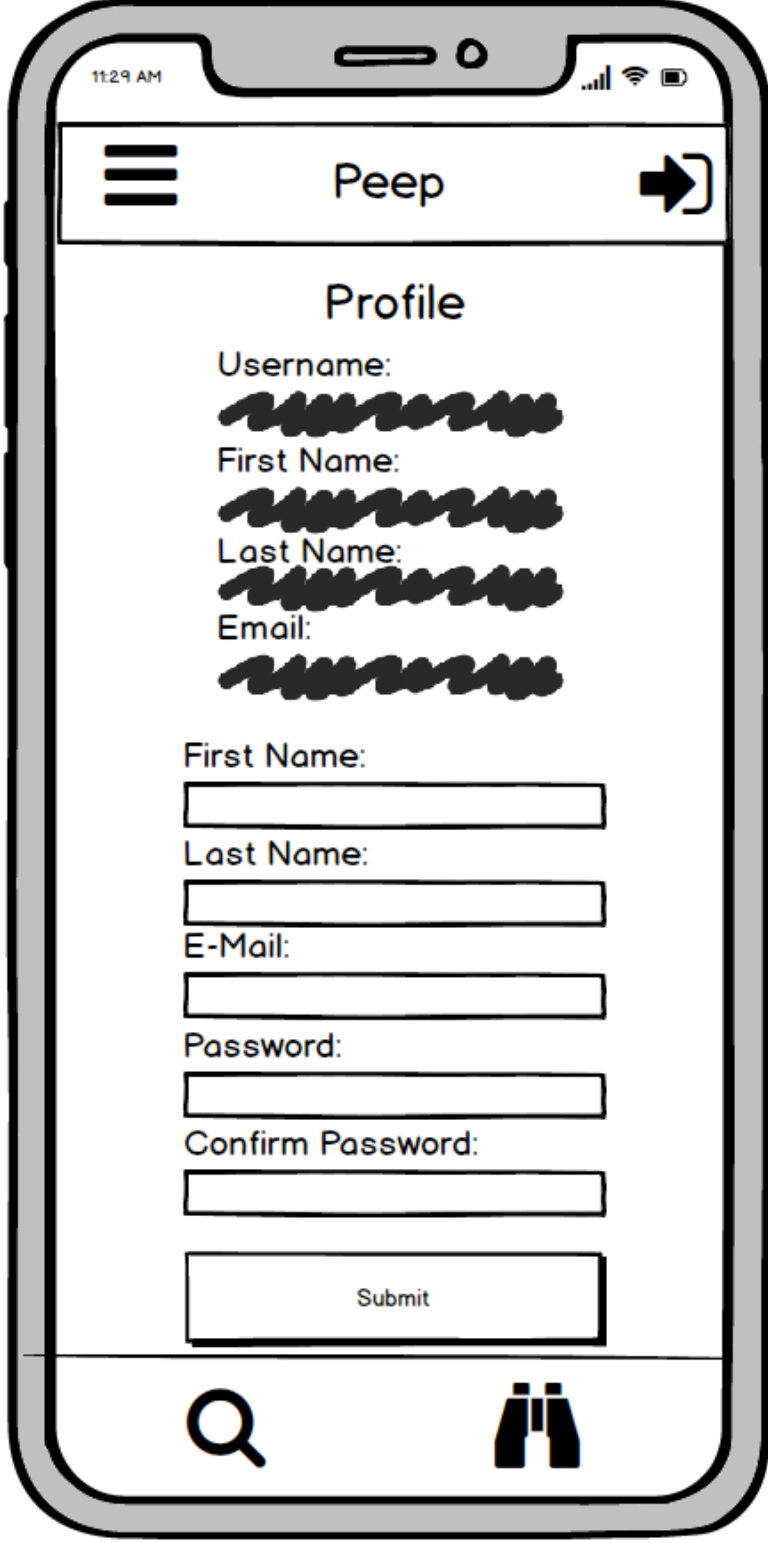 11:29 AM
Peep
Profile
Username:
First Name:
Last Name:
Email:
First Name:
Last Name:
E-Mail:
Password:
Confirm Password:
Submit